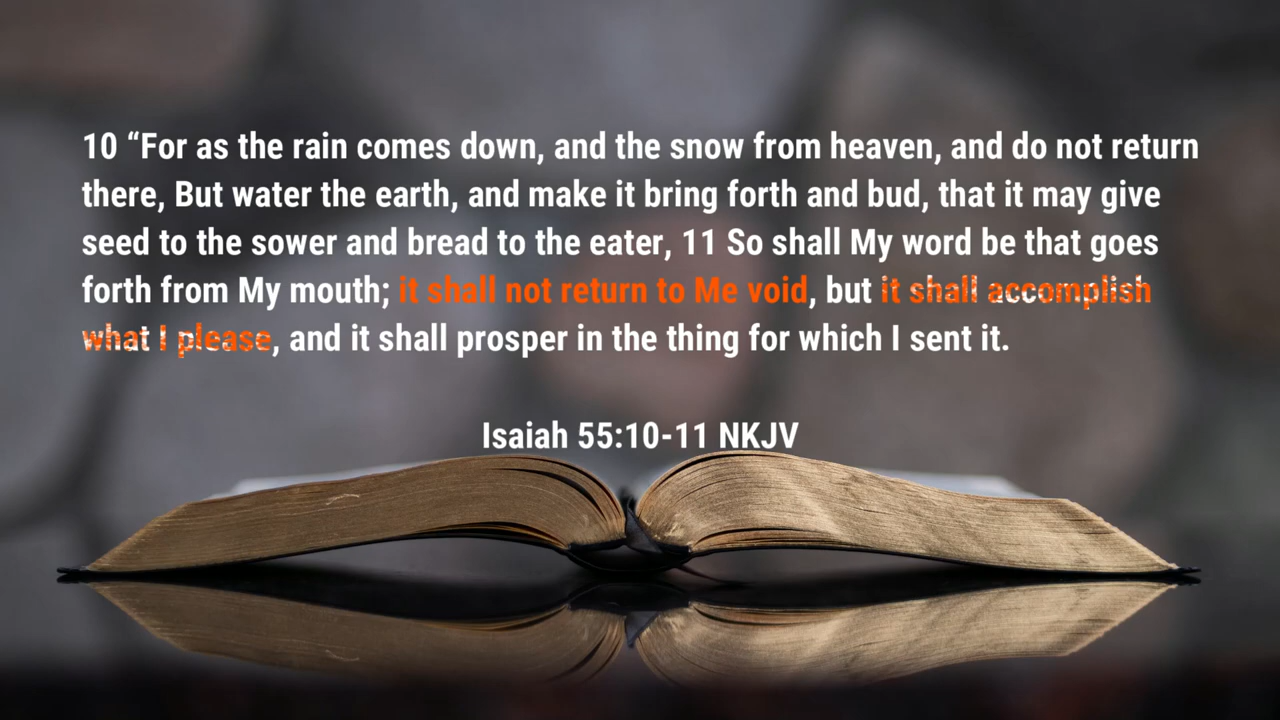 10 “For as the rain comes down, and the snow from heaven, and do not return
there, But water the earth, and make it bring forth and bud, that it may give
seed to the sower and bread to the eater, 11 So shall My word be that goes
forth from My mouth; it shall not return to Me void, but it shall accomplish
what I please, and it shall prosper in the thing for which I sent it.
Isaiah 55:10-11 NKJV